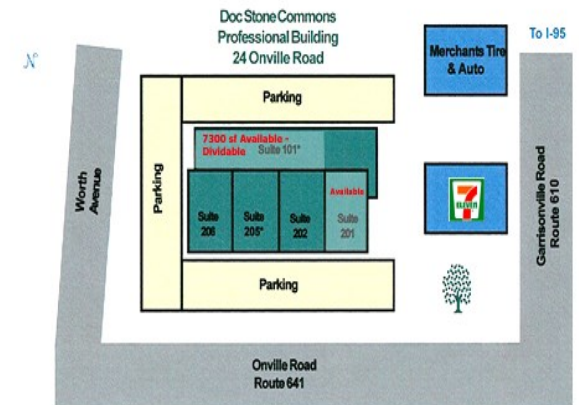 Doc Stone Commons
Professional Building
24 Onville Road
To I-95
N
Merchants Tire
& Auto
Parking
7300 sf Available -
Dividable
Suite 101*
Worth
Avenue
Parking
Available
Suite
206
Suite
205*
Suite
202
Suite
201
7
ELEVEN
Garrisonville Road
Route 610
Parking
Onville Road
Route 641